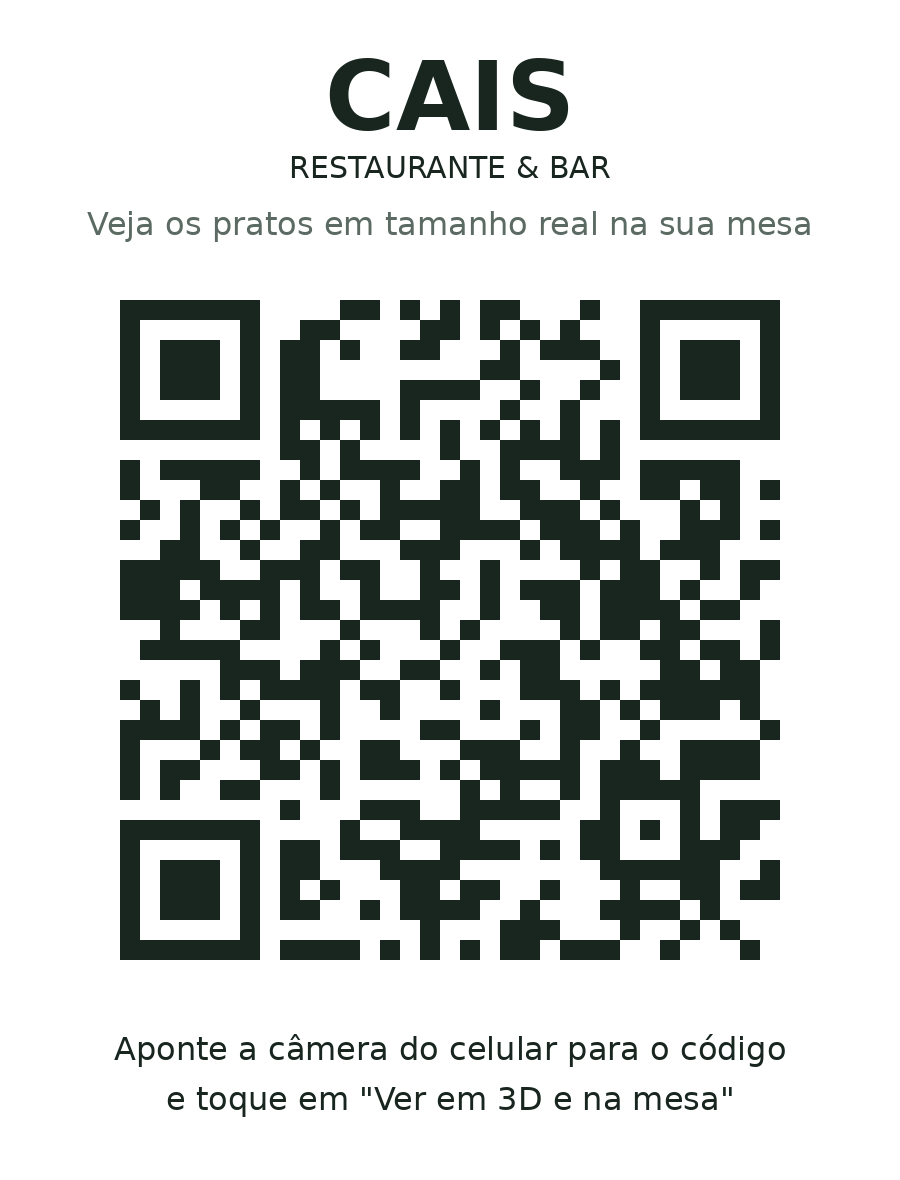 CAIS
RESTAURANTE & BAR
Veja os pratos em tamanho real na sua mesa
Aponte a câmera do celular para o código
e toque em "Ver em 3D e na mesa"